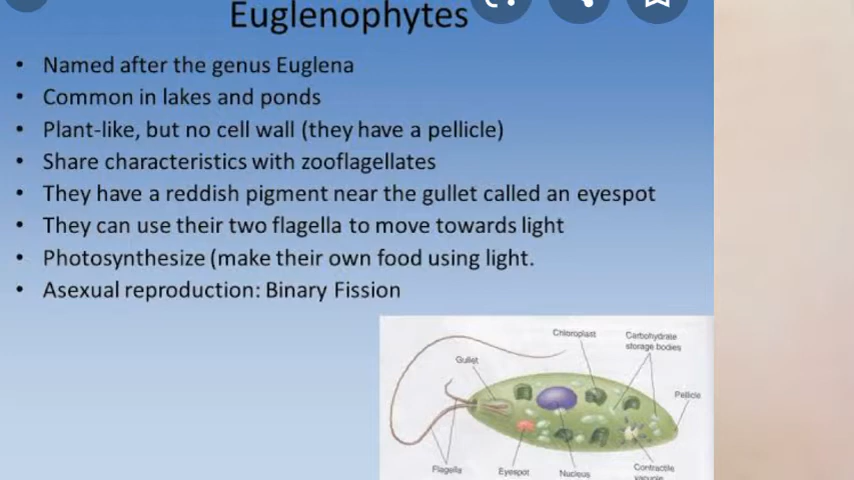 Euglenophytes
• Named after the genus Euglena
• Common in lakes and ponds
• Plant-like, but no cell wall (they have a pellicle)
• Share characteristics with zooflagellates
• They have a reddish pigment near the gullet called an eyespot
• They can use their two flagella to move towards light
• Photosynthesize (make their own food using light.
• Asexual reproduction: Binary Fission
Chloroplast
Carbohydrate
storage bodies
Gullet
Pellicle
Flagella
Eyespot
Nucleus
Contractile
vacuole